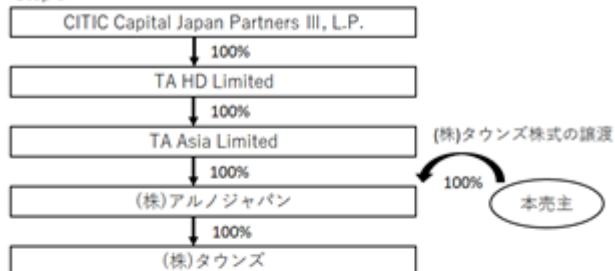 CITIC Capital Japan Partners III, L.P.
100%
TA HD Limited
100%
TA Asia Limited
(株)タウンズ株式の譲渡
100%
100%
(株)アルノジャパン
本売主
100%
(株)タウンズ